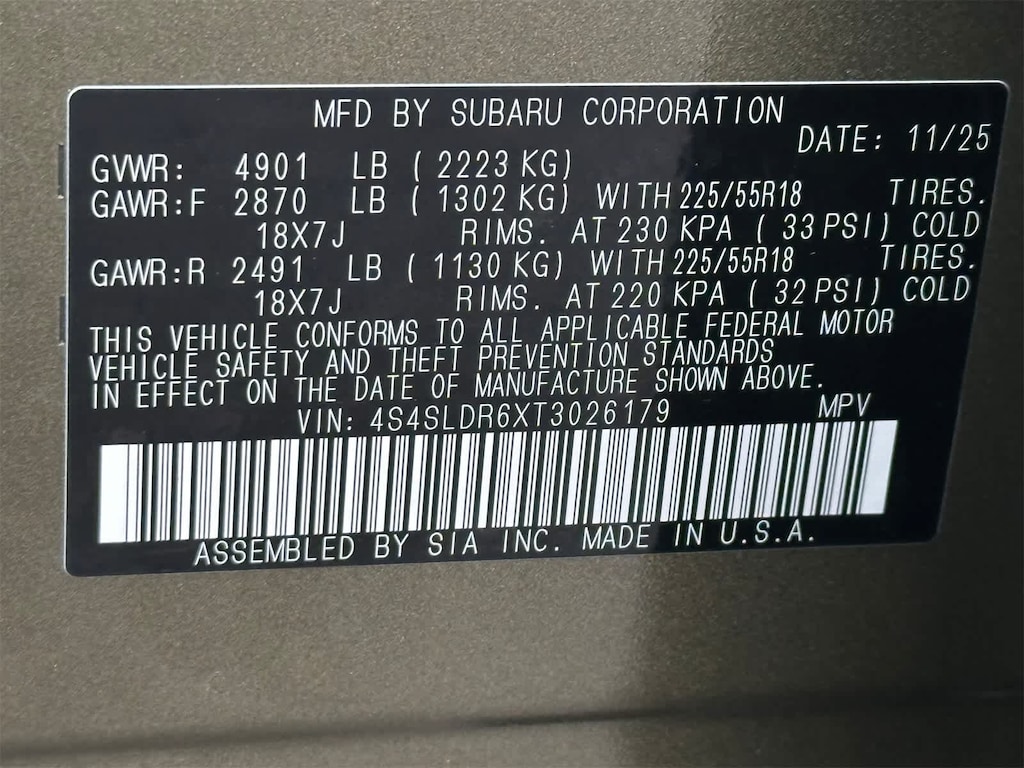 MFD BY SUBARU CORPORATION
DATE: 11/25
GVWR: 4901 LB ( 2223 KG)
GAWR:F 2870 LB ( 1302 KG) WITH 225/55R18 TIRES.
18X7J RIMS. AT 230 KPA ( 33 PSI) COLD
GAWR:R 2491 LB ( 1130 KG) WITH 225/55R18 TIRES.
18X7J RIMS. AT 220 KPA ( 32 PSI) COLD
THIS VEHICLE CONFORMS TO ALL APPLICABLE FEDERAL MOTOR
VEHICLE SAFETY AND THEFT PREVENTION STANDARDS
IN EFFECT ON THE DATE OF MANUFACTURE SHOWN ABOVE.
VIN: 4S4SLDR6XT3026179 MPV
ASSEMBLED BY SIA INC. MADE IN U.S.A.